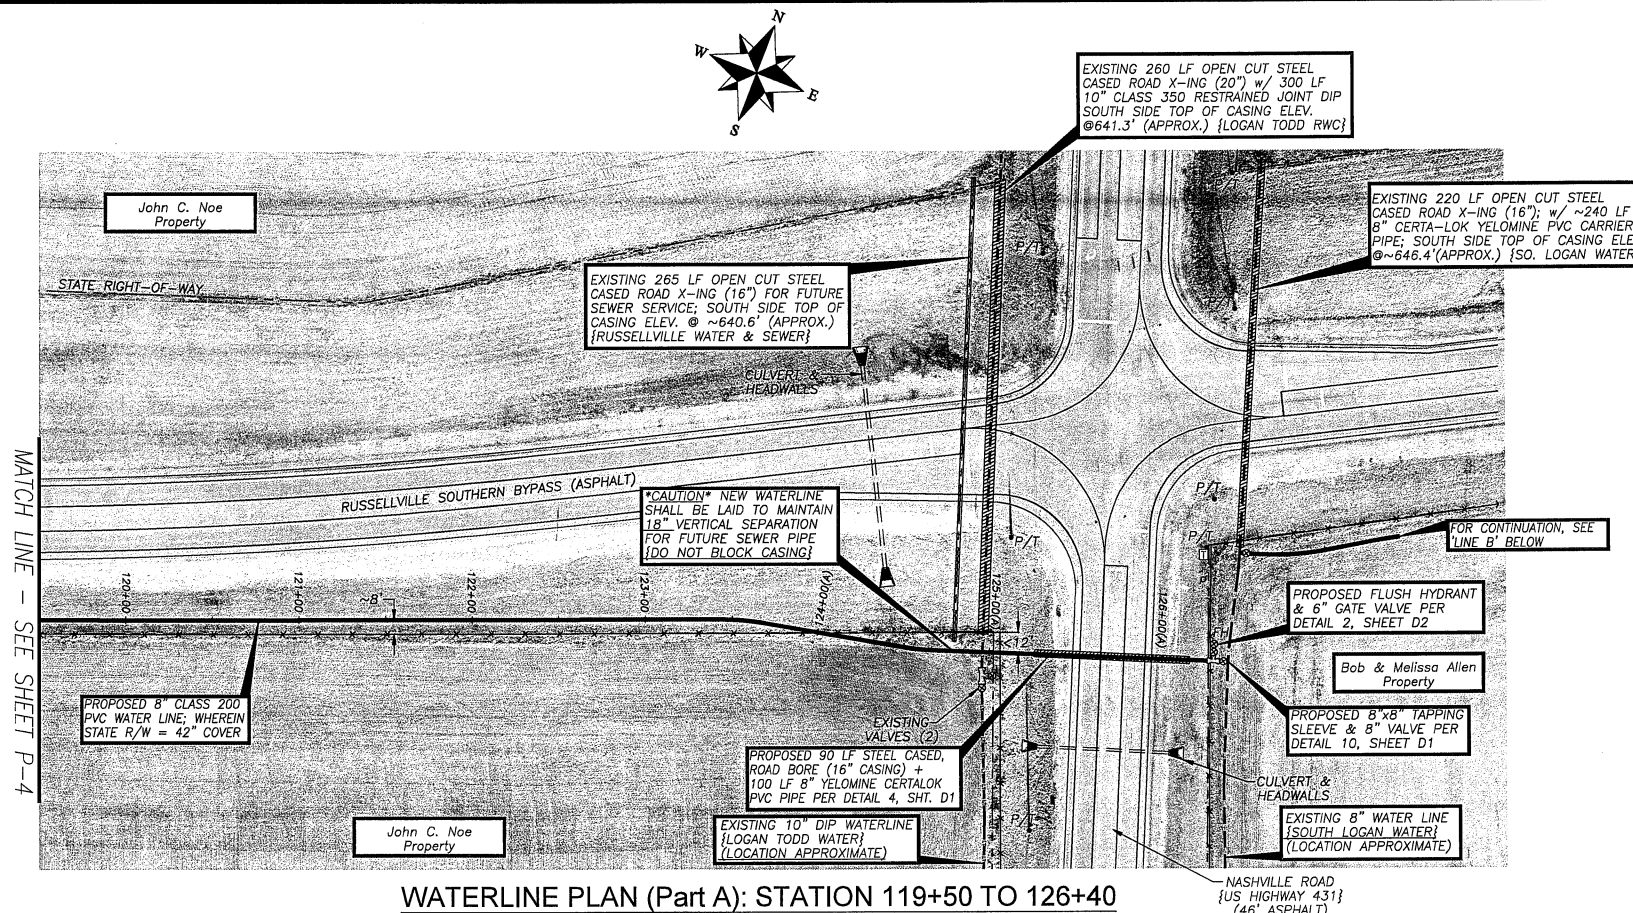 N
W
E
S
EXISTING 260 LF OPEN CUT STEEL
CASED ROAD X-ING (20") w/ 300 LF
10" CLASS 350 RESTRAINED JOINT DIP
SOUTH SIDE TOP OF CASING ELEV.
@641.3' (APPROX.) {LOGAN TODD RWC}
John C. Noe
Property
EXISTING 220 LF OPEN CUT STEEL
CASED ROAD X-ING (16"); w/ ~240 LF
8" CERTA-LOK YELOMINE PVC CARRIER
PIPE; SOUTH SIDE TOP OF CASING ELE
@~646.4'(APPROX.) {SO. LOGAN WATER
P/T
P/T
STATE RIGHT-OF-WAY
EXISTING 265 LF OPEN CUT STEEL
CASED ROAD X-ING (16") FOR FUTURE
SEWER SERVICE; SOUTH SIDE TOP OF
CASING ELEV. @ ~640.6' (APPROX.)
{RUSSELLVILLE WATER & SEWER}
P/T
CULVERT &
HEADWALLS
RUSSELLVILLE SOUTHERN BYPASS (ASPHALT)
*CAUTION* NEW WATERLINE
SHALL BE LAID TO MAINTAIN
18" VERTICAL SEPARATION
FOR FUTURE SEWER PIPE
{DO NOT BLOCK CASING}
P/T
P/T
P/T
FOR CONTINUATION, SEE
'LINE B' BELOW
MATCH LINE - SEE SHEET P-4
120+00
121+00
122+00
123+00
124+00(A)
125+00(A)
126+00(A)
~8'
12'
PROPOSED FLUSH HYDRANT
& 6" GATE VALVE PER
DETAIL 2, SHEET D2
FH
Bob & Melissa Allen
Property
PROPOSED 8" CLASS 200
PVC WATER LINE; WHEREIN
STATE R/W = 42" COVER
EXISTING
VALVES (2)
PROPOSED 8"x8" TAPPING
SLEEVE & 8" VALVE PER
DETAIL 10, SHEET D1
PROPOSED 90 LF STEEL CASED,
ROAD BORE (16" CASING) +
100 LF 8" YELOMINE CERTALOK
PVC PIPE PER DETAIL 4, SHT. D1
CULVERT &
HEADWALLS
P/T
John C. Noe
Property
EXISTING 10" DIP WATERLINE
{LOGAN TODD WATER}
(LOCATION APPROXIMATE)
EXISTING 8" WATER LINE
{SOUTH LOGAN WATER}
(LOCATION APPROXIMATE)
WATERLINE PLAN (Part A): STATION 119+50 TO 126+40
NASHVILLE ROAD
{US HIGHWAY 431}
(46' ASPHALT)